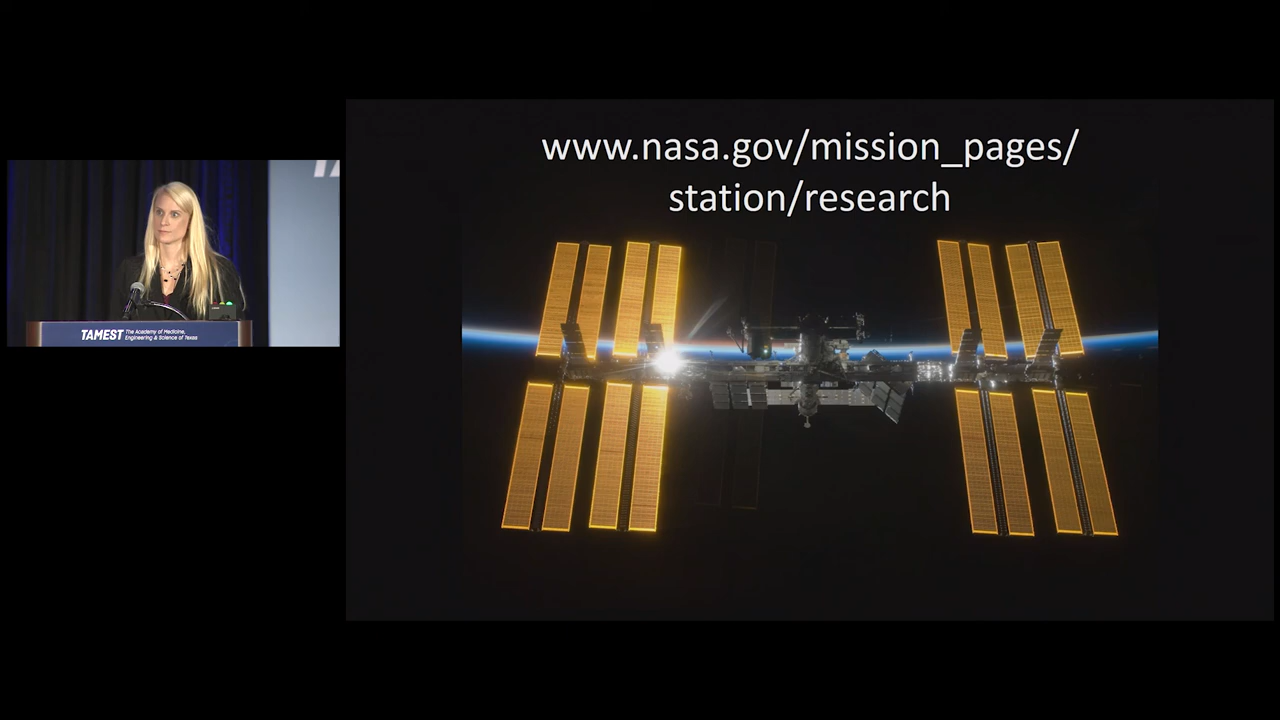 www.nasa.gov/mission_pages/
station/research
TAMEST The Academy of Medicine,
Engineering & Science of Texas